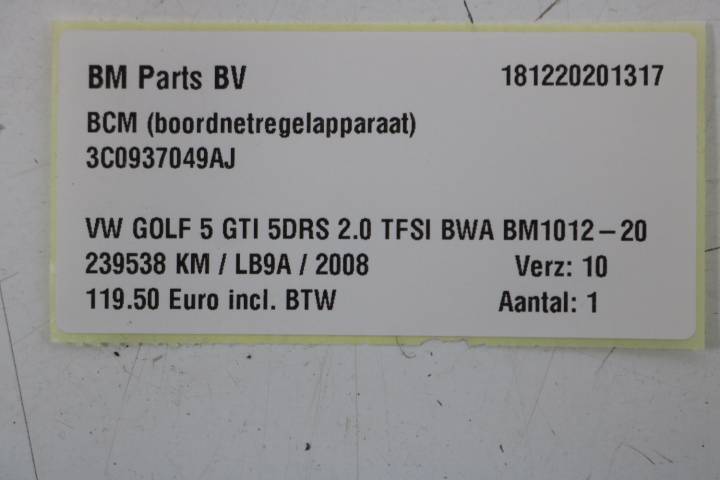 BM Parts BV 181220201317
BCM (boordnetregelapparaat)
3C0937049AJ
VW GOLF 5 GTI 5DRS 2.0 TFSI BWA BM1012-20
239538 KM / LB9A / 2008 Verz: 10
119.50 Euro incl. BTW Aantal: 1